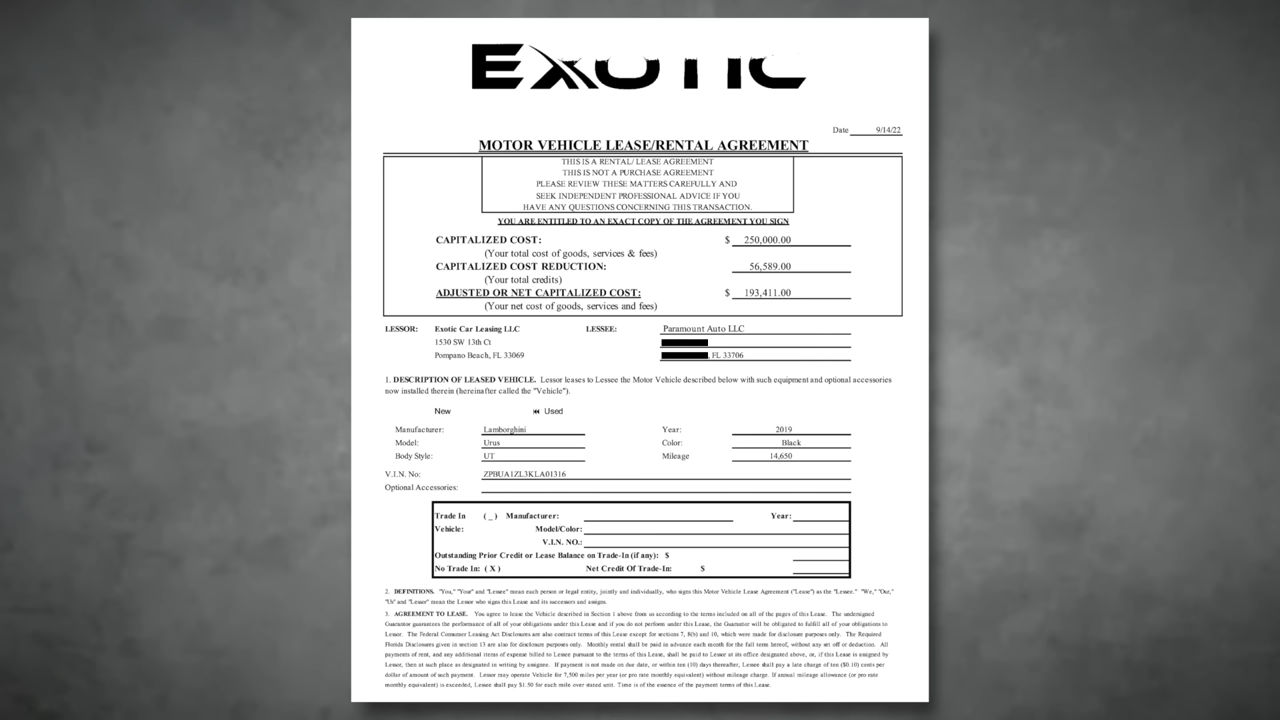 EXOTIC
Date 9/14/22
MOTOR VEHICLE LEASE/RENTAL AGREEMENT
THIS IS A RENTAL/ LEASE AGREEMENT
THIS IS NOT A PURCHASE AGREEMENT
PLEASE REVIEW THESE MATTERS CAREFULLY AND
SEEK INDEPENDENT PROFESSIONAL ADVICE IF YOU
HAVE ANY QUESTIONS CONCERNING THIS TRANSACTION.
YOU ARE ENTITLED TO AN EXACT COPY OF THE AGREEMENT YOU SIGN
CAPITALIZED COST: $ 250,000.00
(Your total cost of goods, services & fees)
CAPITALIZED COST REDUCTION: 56,589.00
(Your total credits)
ADJUSTED OR NET CAPITALIZED COST: $ 193,411.00
(Your net cost of goods, services and fees)
LESSOR: Exotic Car Leasing LLC LESSEE: Paramount Auto LLC
1530 SW 13th Ct
Pompano Beach, FL 33069 , FL 33706
1. DESCRIPTION OF LEASED VEHICLE. Lessor leases to Lessee the Motor Vehicle described below with such equipment and optional accessories
now installed therein (hereinafter called the "Vehicle").
New Used
Manufacturer: Lamborghini Year: 2019
Model: Urus Color: Black
Body Style: UT Mileage 14,650
V.I.N. No: ZPBUA1ZL3KLA01316
Optional Accessories:
Trade In ( _ ) Manufacturer: Year:
Vehicle: Model/Color:
V.I.N. NO.:
Outstanding Prior Credit or Lease Balance on Trade-In (if any): $
No Trade In: ( X ) Net Credit Of Trade-In: $
2. DEFINITIONS. "You," "Your" and "Lessee" mean each person or legal entity, jointly and individually, who signs this Motor Vehicle Lease Agreement ("Lease") as the "Lessee." "We," "Our,"
"Us" and "Lessor" mean the Lessor who signs this Lease and its successors and assigns.
3. AGREEMENT TO LEASE. You agree to lease the Vehicle described in Section 1 above from us according to the terms included on all of the pages of this Lease. The undersigned
Guarantor guarantees the performance of all of your obligations under this Lease and if you do not perform under this Lease, the Guarantor will be obligated to fulfill all of your obligations to
Lessor. The Federal Consumer Leasing Act Disclosures are also contract terms of this Lease except for sections 7, 8(b) and 10, which were made for disclosure purposes only. The Required
Florida Disclosures given in section 13 are also for disclosure purposes only. Monthly rental shall be paid in advance each month for the full term hereof, without any set off or deduction. All
payments of rent, and any additional items of expense billed to Lessee pursuant to the terms of this Lease, shall be paid to Lessor at its office designated above, or, if this Lease is assigned by
Lessor, then at such place as designated in writing by assignee. If payment is not made on due date, or within ten (10) days thereafter, Lessee shall pay a late charge of ten ($0.10) cents per
dollar of amount of such payment. Lessee may operate Vehicle for 7,500 miles per year (or pro rate monthly equivalent) without mileage charge. If annual mileage allowance (or pro rate
monthly equivalent) is exceeded, Lessee shall pay $1.50 for each mile over stated unit. Time is of the essence of the payment terms of this Lease.